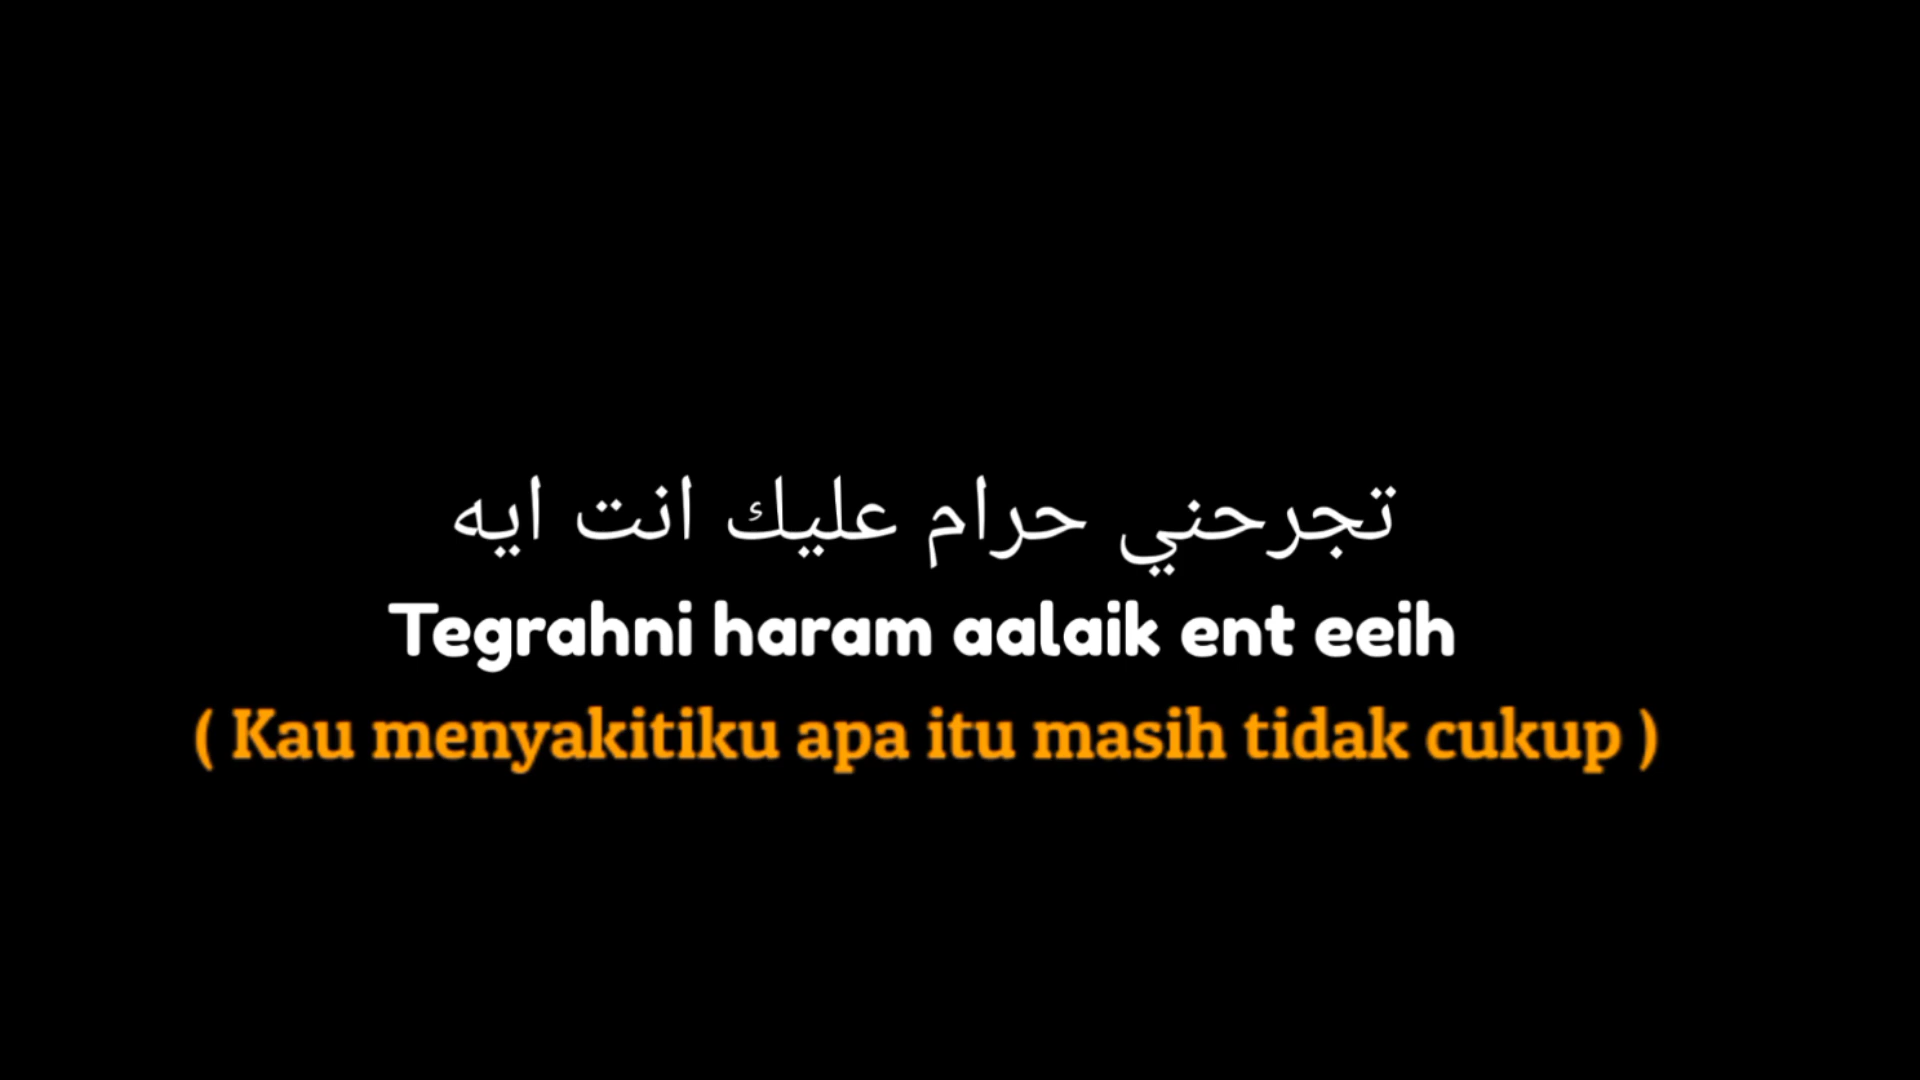 تجرحني حرام عليك انت ايه
Tegrahni haram aalaik ent eeih
( Kau menyakitiku apa itu masih tidak cukup )